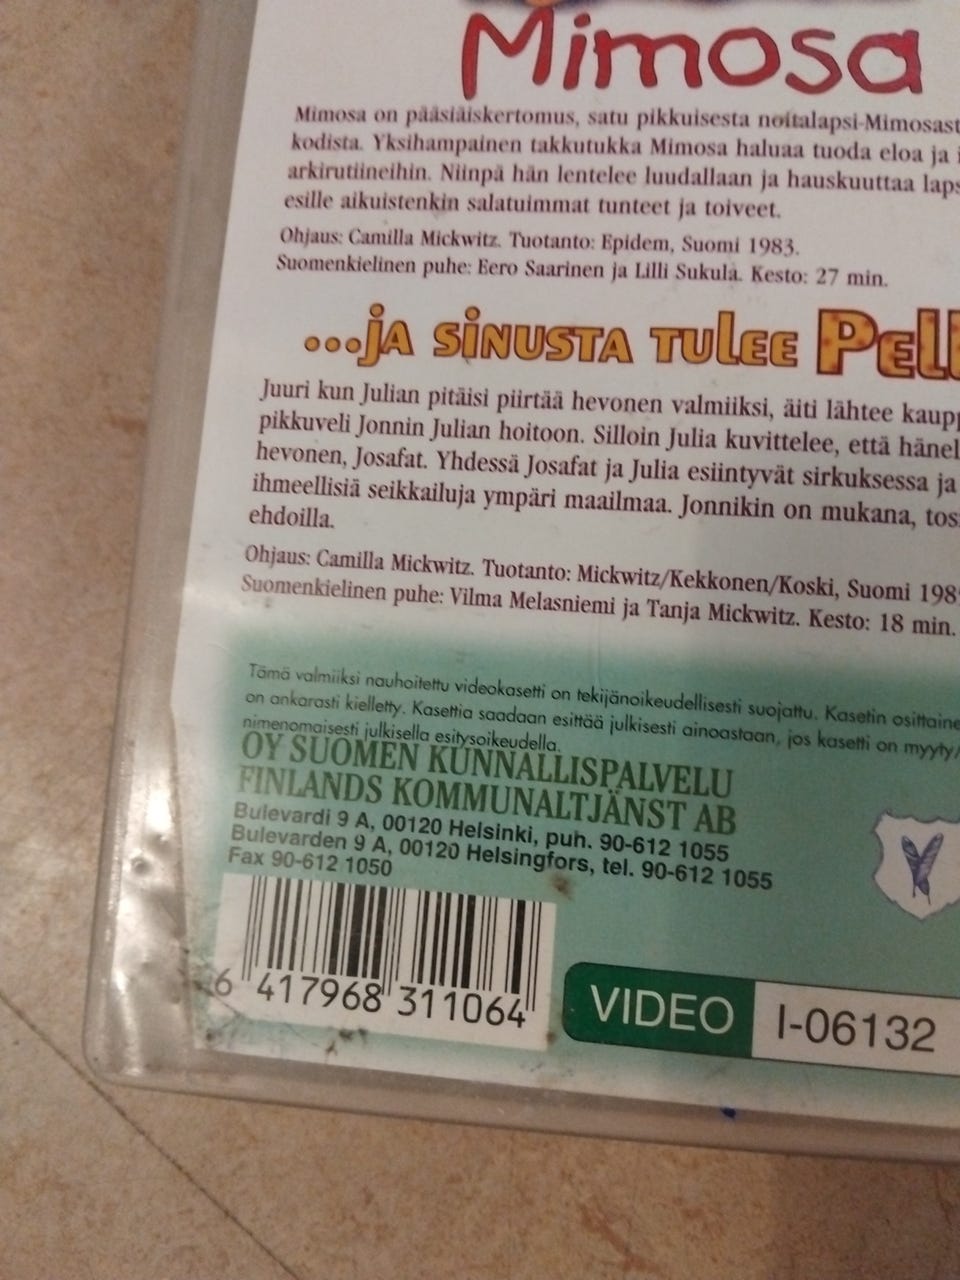 Mimosa
Mimosa on pääsiäiskertomus, satu pikkuisesta noitalapsi-Mimosast
kodista. Yksihampainen takkutukka Mimosa haluaa tuoda eloa ja i
arkirutiineihin. Niinpä hän lentelee luudallaan ja hauskuuttaa laps
esille aikuistenkin salatuimmat tunteet ja toiveet.
Ohjaus: Camilla Mickwitz. Tuotanto: Epidem, Suomi 1983.
Suomenkielinen puhe: Eero Saarinen ja Lilli Sukula. Kesto: 27 min.
...ja sinusta tulee Pell
Juuri kun Julian pitäisi piirtää hevonen valmiiksi, äiti lähtee kaupp
pikkuveli Jonnin Julian hoitoon. Silloin Julia kuvittelee, että hänel
hevonen, Josafat. Yhdessä Josafat ja Julia esiintyvät sirkuksessa ja
ihmeellisiä seikkailuja ympäri maailmaa. Jonnikin on mukana, tosi
ehdoilla.
Ohjaus: Camilla Mickwitz. Tuotanto: Mickwitz/Kekkonen/Koski, Suomi 198
Suomenkielinen puhe: Vilma Melasniemi ja Tanja Mickwitz. Kesto: 18 min.
Tämä valmiiksi nauhoitettu videokasetti on tekijänoikeudellisesti suojattu. Kasetin osittaine
on ankarasti kielletty. Kasettia saadaan esittää julkisesti ainoastaan, jos kasetti on myyty/
nimenomaisesti julkisella esitysoikeudella.
OY SUOMEN KUNNALLISPALVELU
FINLANDS KOMMUNALTJÄNST AB
Bulevardi 9 A, 00120 Helsinki, puh. 90-612 1055
Bulevarden 9 A, 00120 Helsingfors, tel. 90-612 1055
Fax 90-612 1050
6 417968 311064
VIDEO I-06132